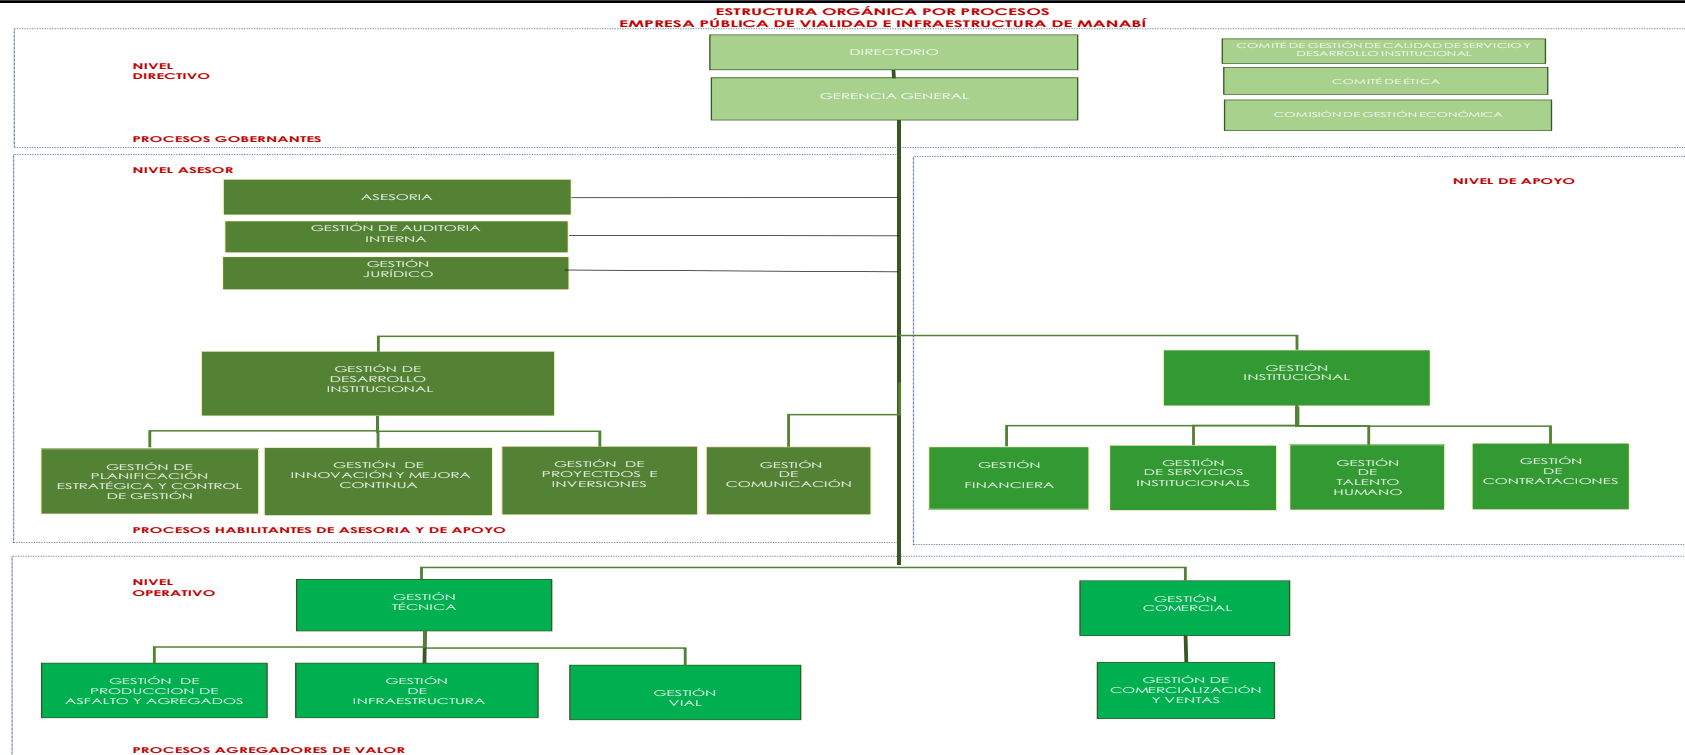 ESTRUCTURA ORGÁNICA POR PROCESOS
EMPRESA PÚBLICA DE VIALIDAD E INFRAESTRUCTURA DE MANABÍ
NIVEL
DIRECTIVO
DIRECTORIO
GERENCIA GENERAL
COMITÉ DE GESTIÓN DE CALIDAD DE SERVICIO Y
DESARROLLO INSTITUCIONAL
COMITÉ DE ÉTICA
COMISIÓN DE GESTIÓN ECONÓMICA
PROCESOS GOBERNANTES
NIVEL ASESOR
NIVEL DE APOYO
ASESORIA
GESTIÓN DE AUDITORIA
INTERNA
GESTIÓN
JURÍDICO
GESTIÓN DE
DESARROLLO
INSTITUCIONAL
GESTIÓN
INSTITUCIONAL
GESTIÓN DE
PLANIFICACIÓN
ESTRATÉGICA Y CONTROL
DE GESTIÓN
GESTIÓN DE
INNOVACIÓN Y MEJORA
CONTINUA
GESTIÓN DE
PROYECTDOS E
INVERSIONES
GESTIÓN
DE
COMUNICACIÓN
GESTIÓN
FINANCIERA
GESTIÓN
DE SERVICIOS
INSTITUCIONALS
GESTIÓN
DE
TALENTO
HUMANO
GESTIÓN
DE
CONTRATACIONES
PROCESOS HABILITANTES DE ASESORIA Y DE APOYO
NIVEL
OPERATIVO
GESTIÓN
TÉCNICA
GESTIÓN
COMERCIAL
GESTIÓN DE
PRODUCCION DE
ASFALTO Y AGREGADOS
GESTIÓN
DE
INFRAESTRUCTURA
GESTIÓN
VIAL
GESTIÓN DE
COMERCIALIZACIÓN
Y VENTAS
PROCESOS AGREGADORES DE VALOR